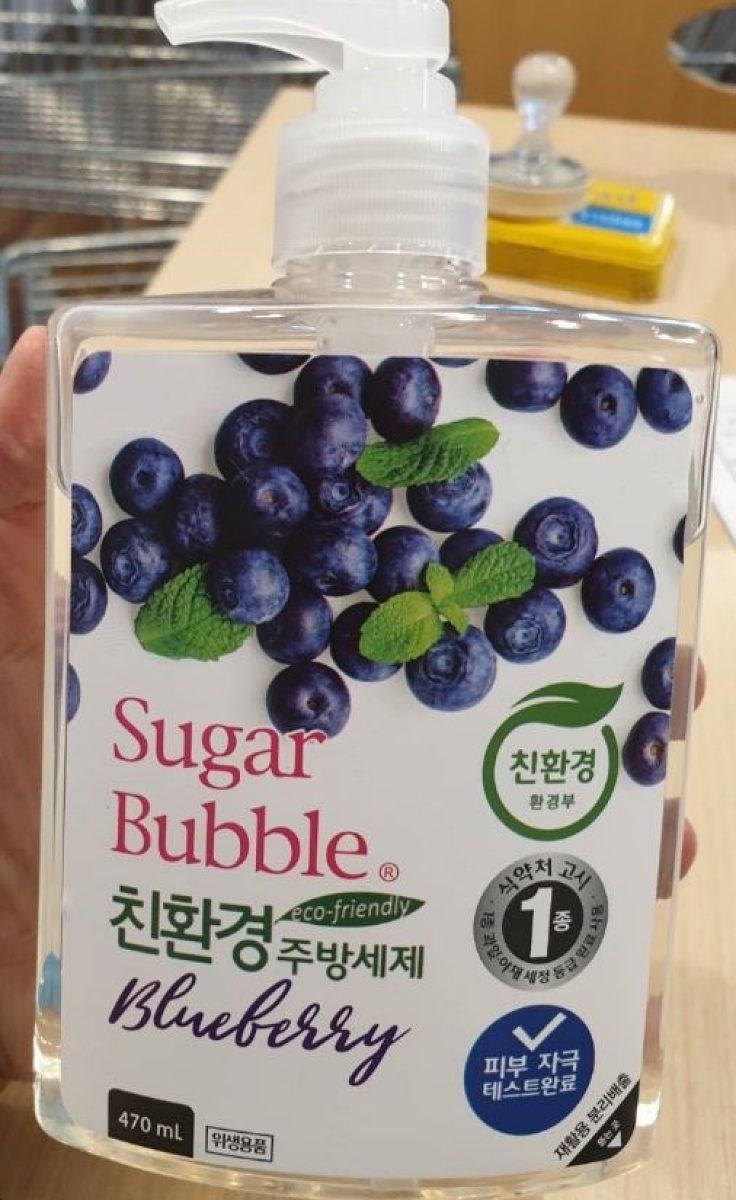 Sugar
Bubble®
친환경
eco-friendly
주방세제
Blueberry
470 mL
위생용품
친환경
환경부
식약처 고시
1종
피부 자극
테스트완료
재활용 분리배출